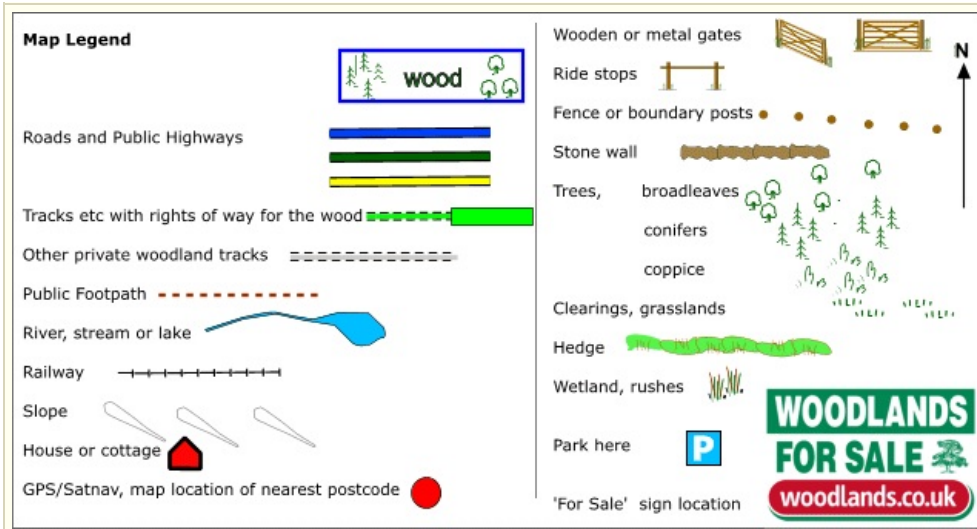 Map Legend
wood
Roads and Public Highways
Tracks etc with rights of way for the wood
Other private woodland tracks
Public Footpath
River, stream or lake
Railway
Slope
House or cottage
GPS/Satnav, map location of nearest postcode
Wooden or metal gates
N
Ride stops
Fence or boundary posts
Stone wall
Trees, broadleaves
conifers
coppice
Clearings, grasslands
Hedge
Wetland, rushes
Park here
P
'For Sale' sign location
WOODLANDS
FOR SALE
woodlands.co.uk